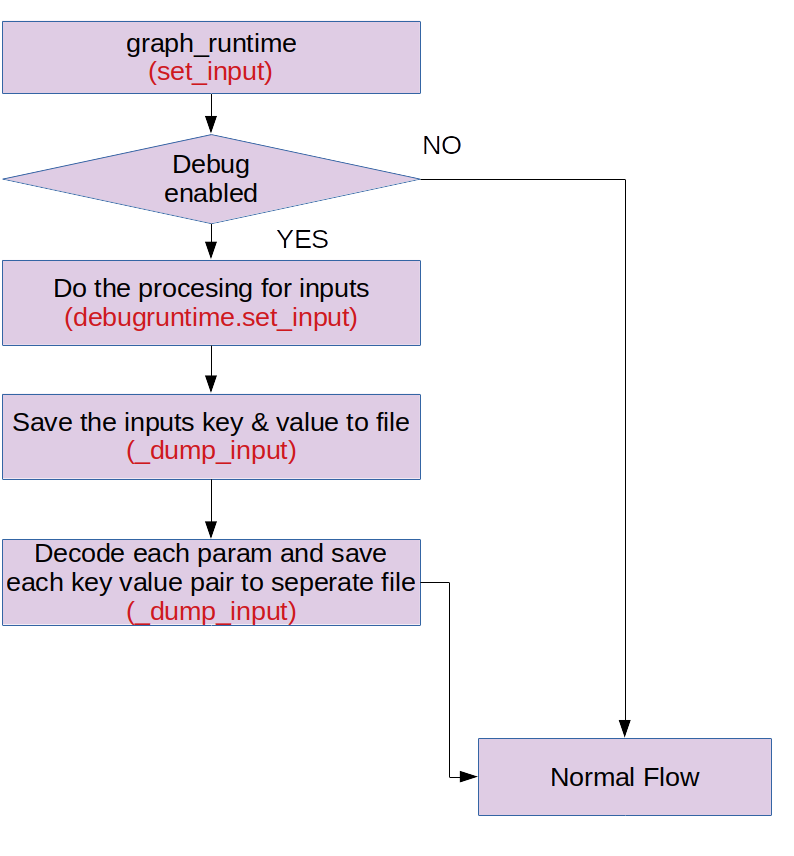 graph_runtime
(set_input)
NO
Debug
enabled
YES
Do the procesing for inputs
(debugruntime.set_input)
Save the inputs key & value to file
(_dump_input)
Decode each param and save
each key value pair to seperate file
(_dump_input)
Normal Flow